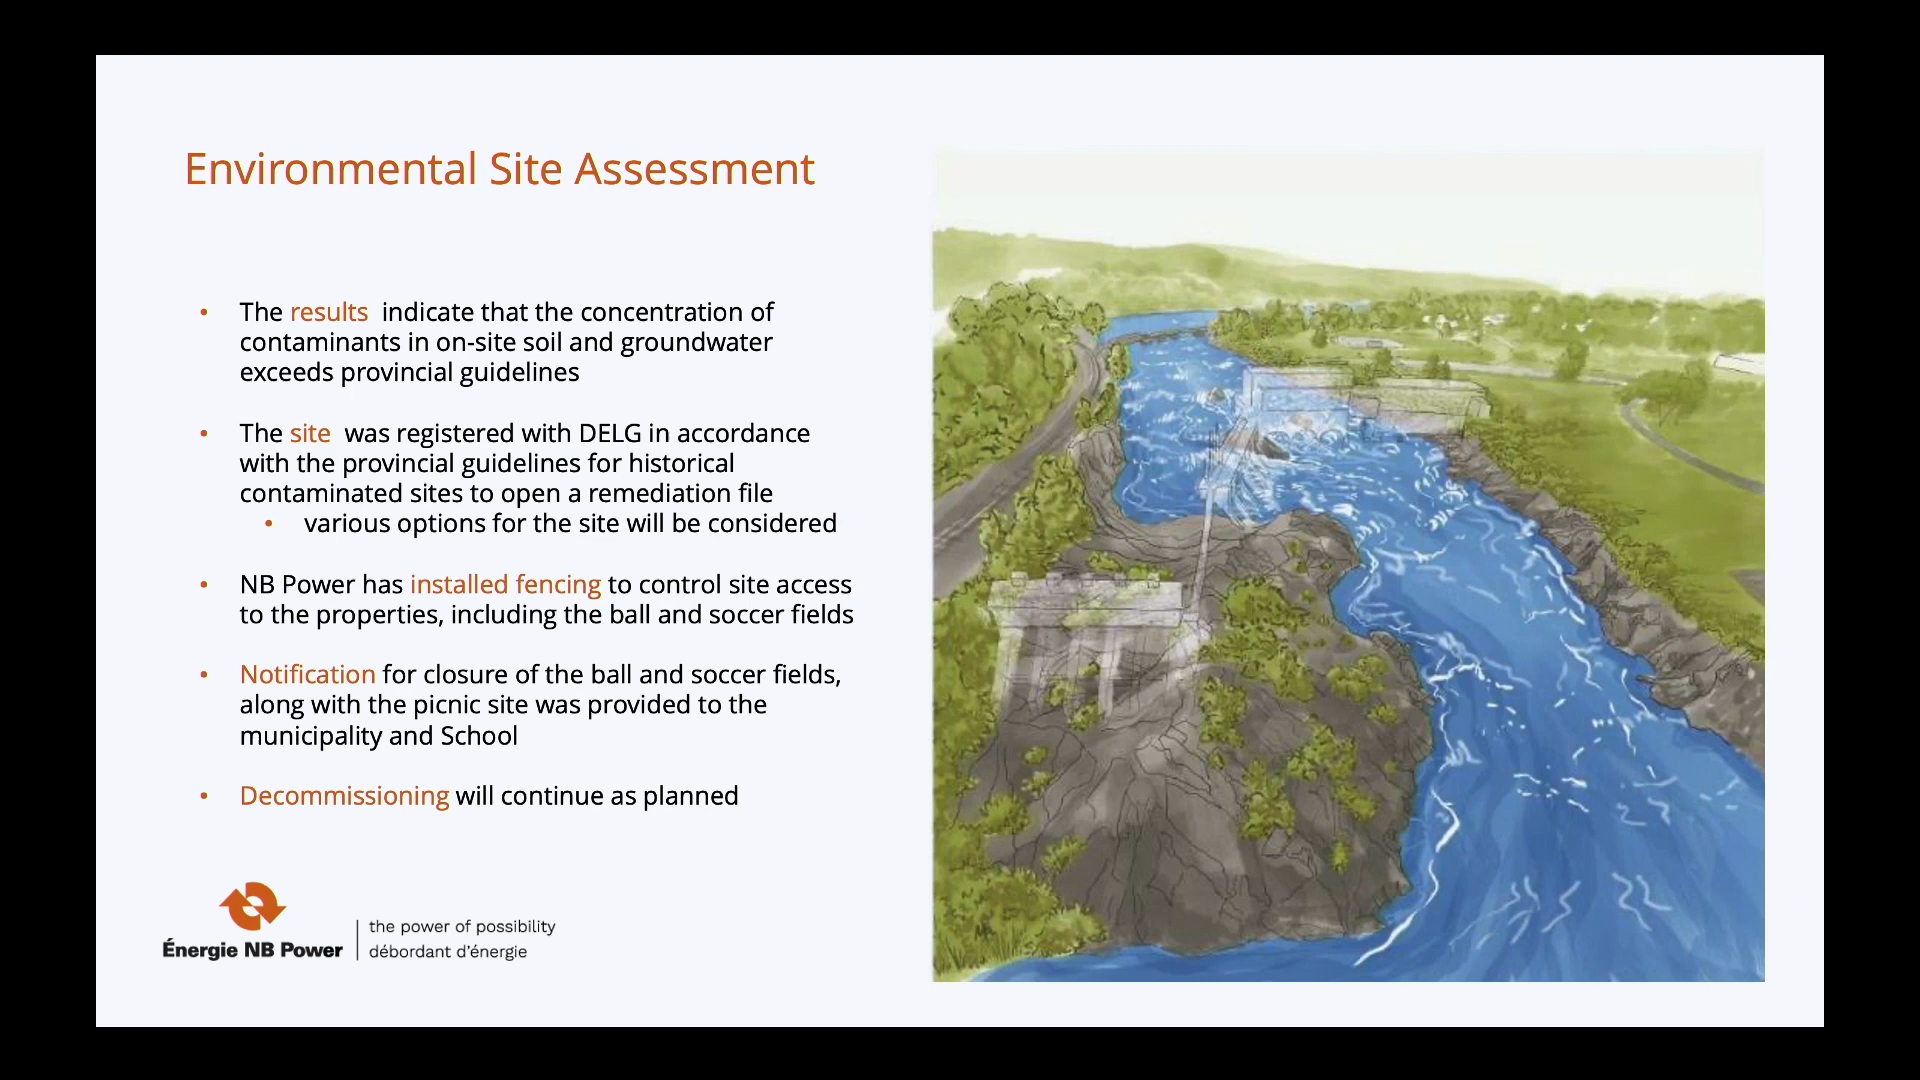 Environmental Site Assessment
• The results indicate that the concentration of
contaminants in on-site soil and groundwater
exceeds provincial guidelines
• The site was registered with DELG in accordance
with the provincial guidelines for historical
contaminated sites to open a remediation file
• various options for the site will be considered
• NB Power has installed fencing to control site access
to the properties, including the ball and soccer fields
• Notification for closure of the ball and soccer fields,
along with the picnic site was provided to the
municipality and School
• Decommissioning will continue as planned
Énergie NB Power
the power of possibility
débordant d'énergie